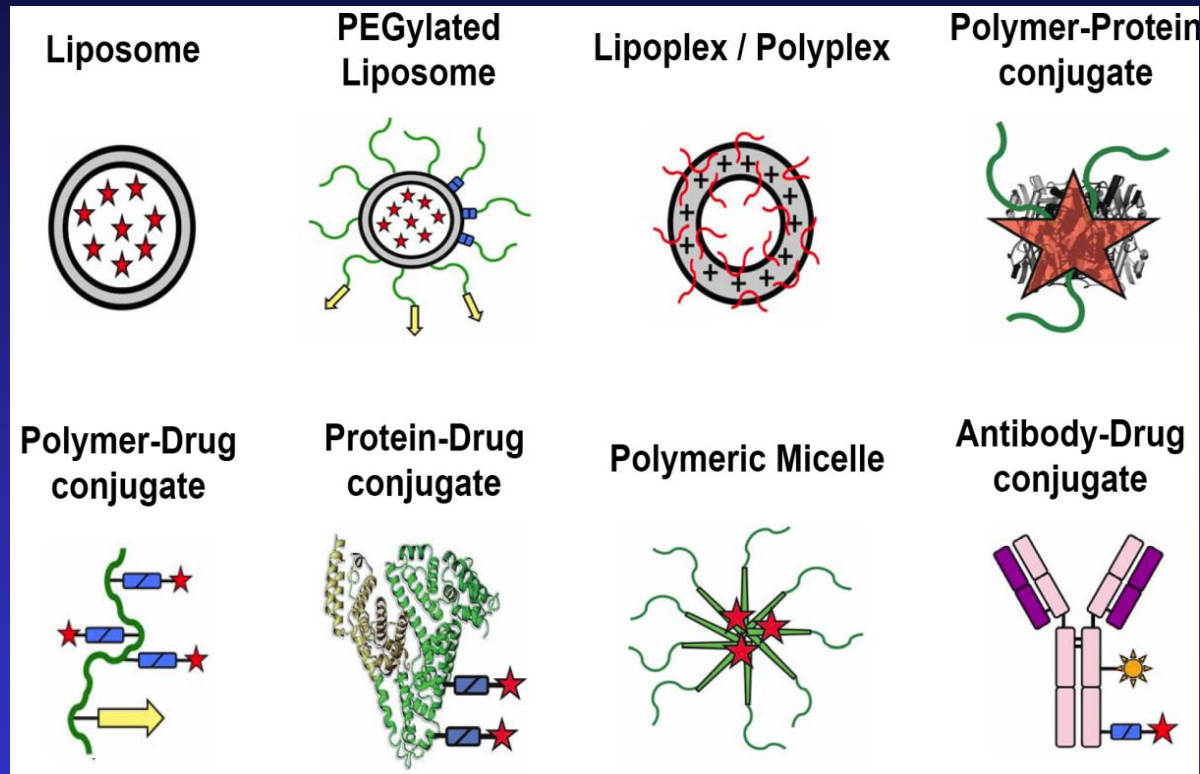 Liposome
PEGylated
Liposome
Lipoplex / Polyplex
Polymer-Protein
conjugate
Polymer-Drug
conjugate
Protein-Drug
conjugate
Polymeric Micelle
Antibody-Drug
conjugate